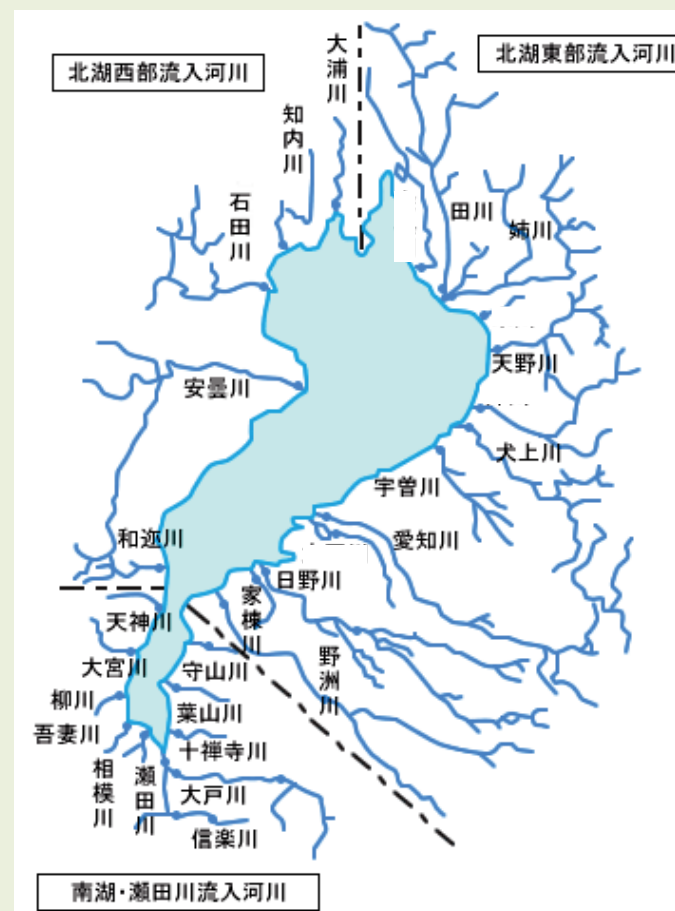 北湖西部流入河川
北湖東部流入河川
大浦川
知内川
石田川
田川
姉川
天野川
安曇川
犬上川
宇曽川
和迩川
愛知川
日野川
家棟川
野洲川
天神川
大宮川
守山川
柳川
葉山川
吾妻川
十禅寺川
相模川
瀬田川
大戸川
信楽川
南湖・瀬田川流入河川